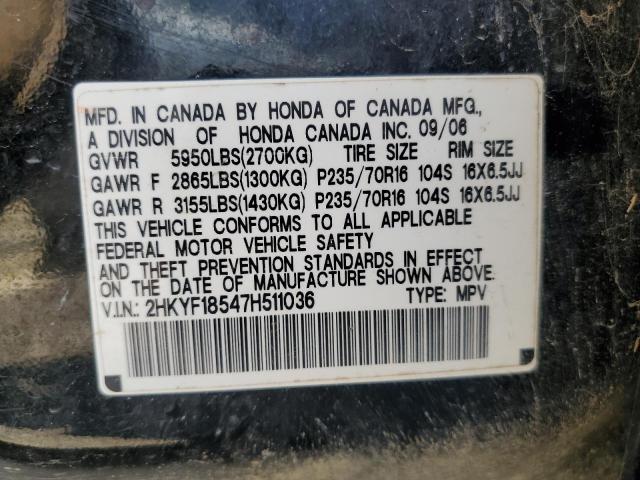 MFD. IN CANADA BY HONDA OF CANADA MFG.,
A DIVISION OF HONDA CANADA INC. 09/06
GVWR 5950LBS(2700KG) TIRE SIZE RIM SIZE
GAWR F 2865LBS(1300KG) P235/70R16 104S 16X6.5JJ
GAWR R 3155LBS(1430KG) P235/70R16 104S 16X6.5JJ
THIS VEHICLE CONFORMS TO ALL APPLICABLE
FEDERAL MOTOR VEHICLE SAFETY
AND THEFT PREVENTION STANDARDS IN EFFECT
ON THE DATE OF MANUFACTURE SHOWN ABOVE.
V.I.N.: 2HKYF18547H511036 TYPE: MPV